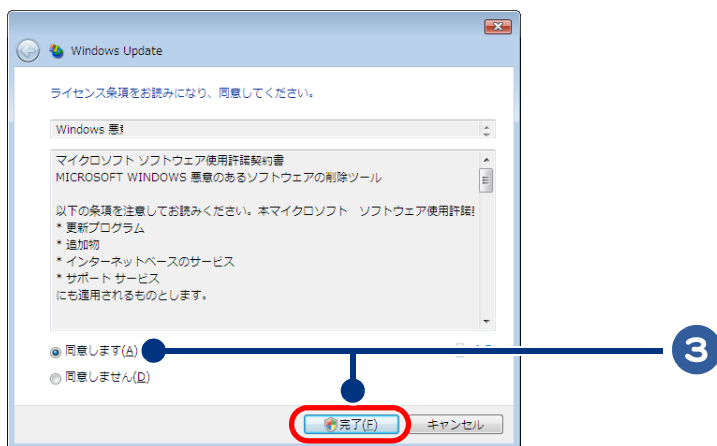 Windows Update
ライセンス条項をお読みになり、同意してください。
Windows 悪
マイクロソフト ソフトウェア使用許諾契約書
MICROSOFT WINDOWS 悪意のあるソフトウェアの削除ツール
以下の条項を注意してお読みください。本マイクロソフト ソフトウェア使用許諾
* 更新プログラム
* 追加物
* インターネットベースのサービス
* サポート サービス
にも適用されるものとします。
同意します(A)
3
同意しません(D)
完了(F)
キャンセル